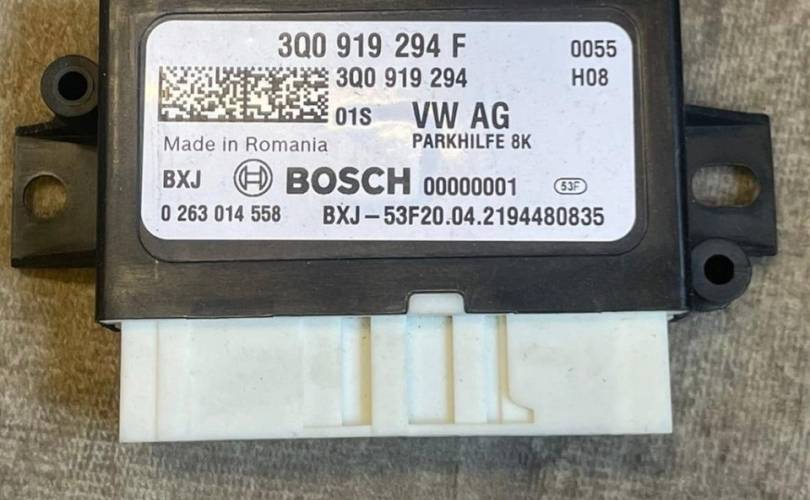 3Q0 919 294 F 0055
3Q0 919 294 H08
01S VW AG
PARKHILFE 8K
Made in Romania
BXJ BOSCH 00000001 53F
0 263 014 558 BXJ-53F20.04.2194480835